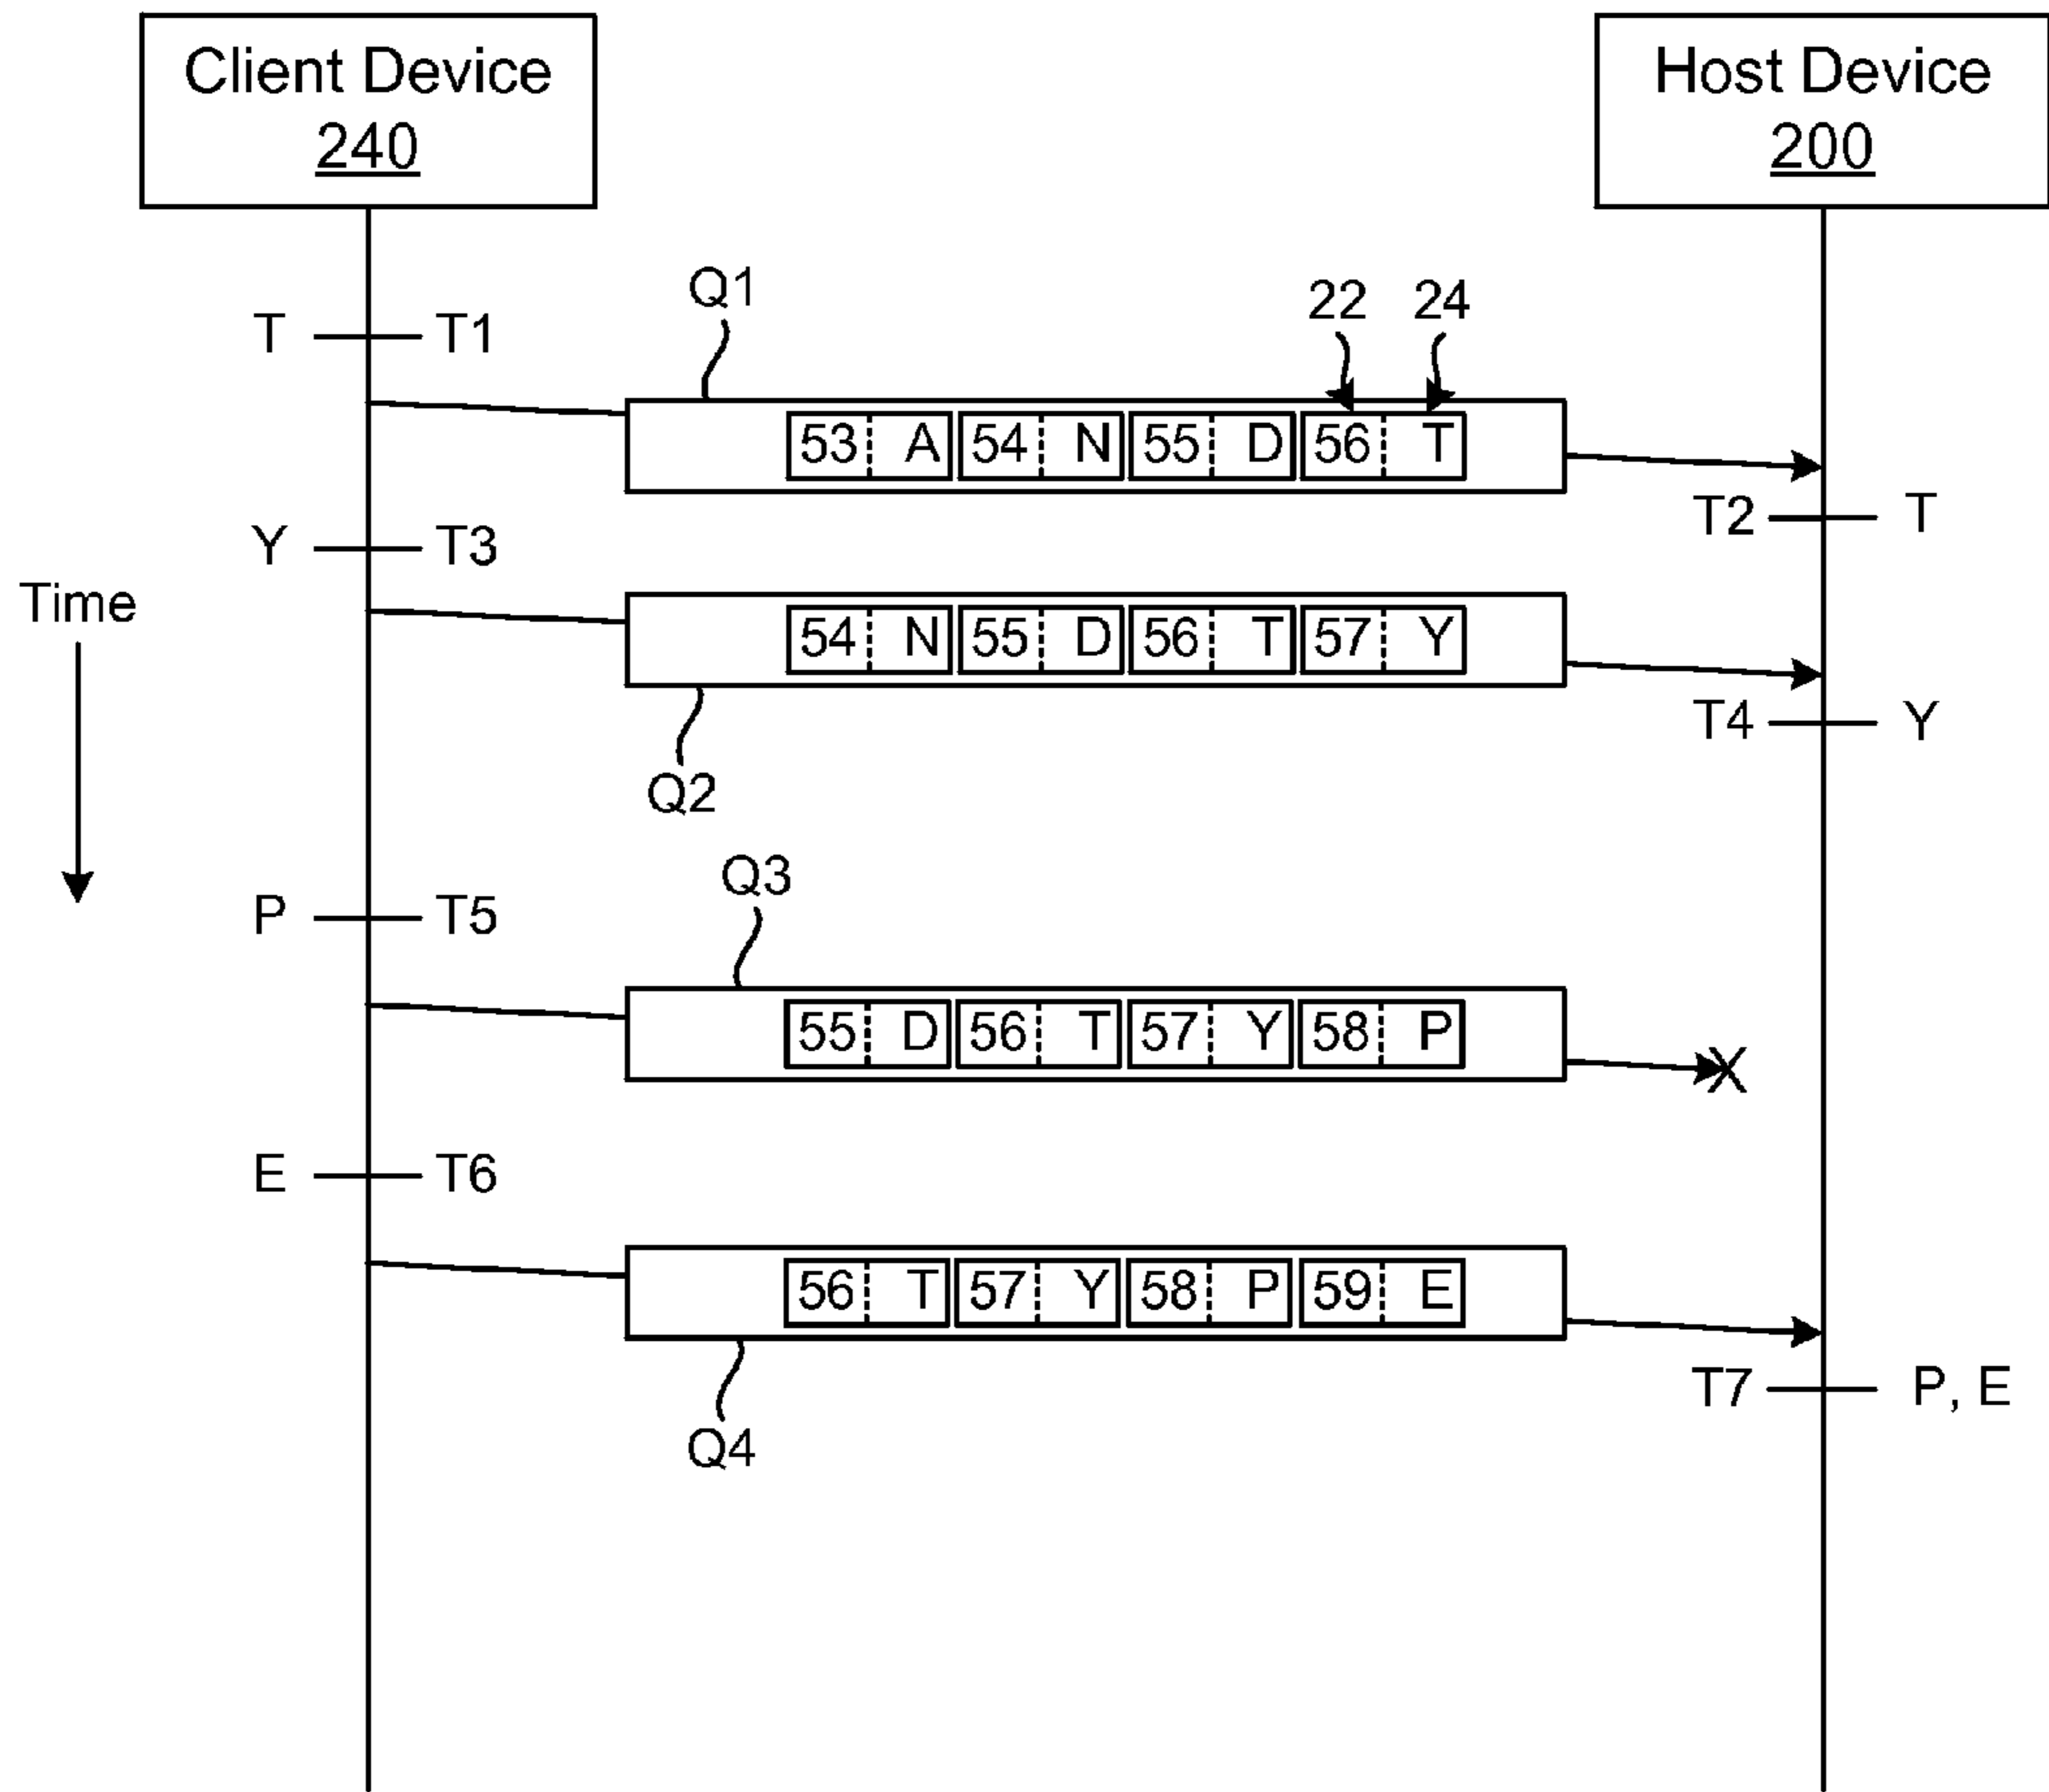 Client Device
240
Host Device
200
Q1
22
24
T
T1
53 A 54 N 55 D 56 T
T2
T
Y
T3
Time
54 N 55 D 56 T 57 Y
T4
Y
Q2
Q3
P
T5
55 D 56 T 57 Y 58 P
X
E
T6
56 T 57 Y 58 P 59 E
T7
P, E
Q4